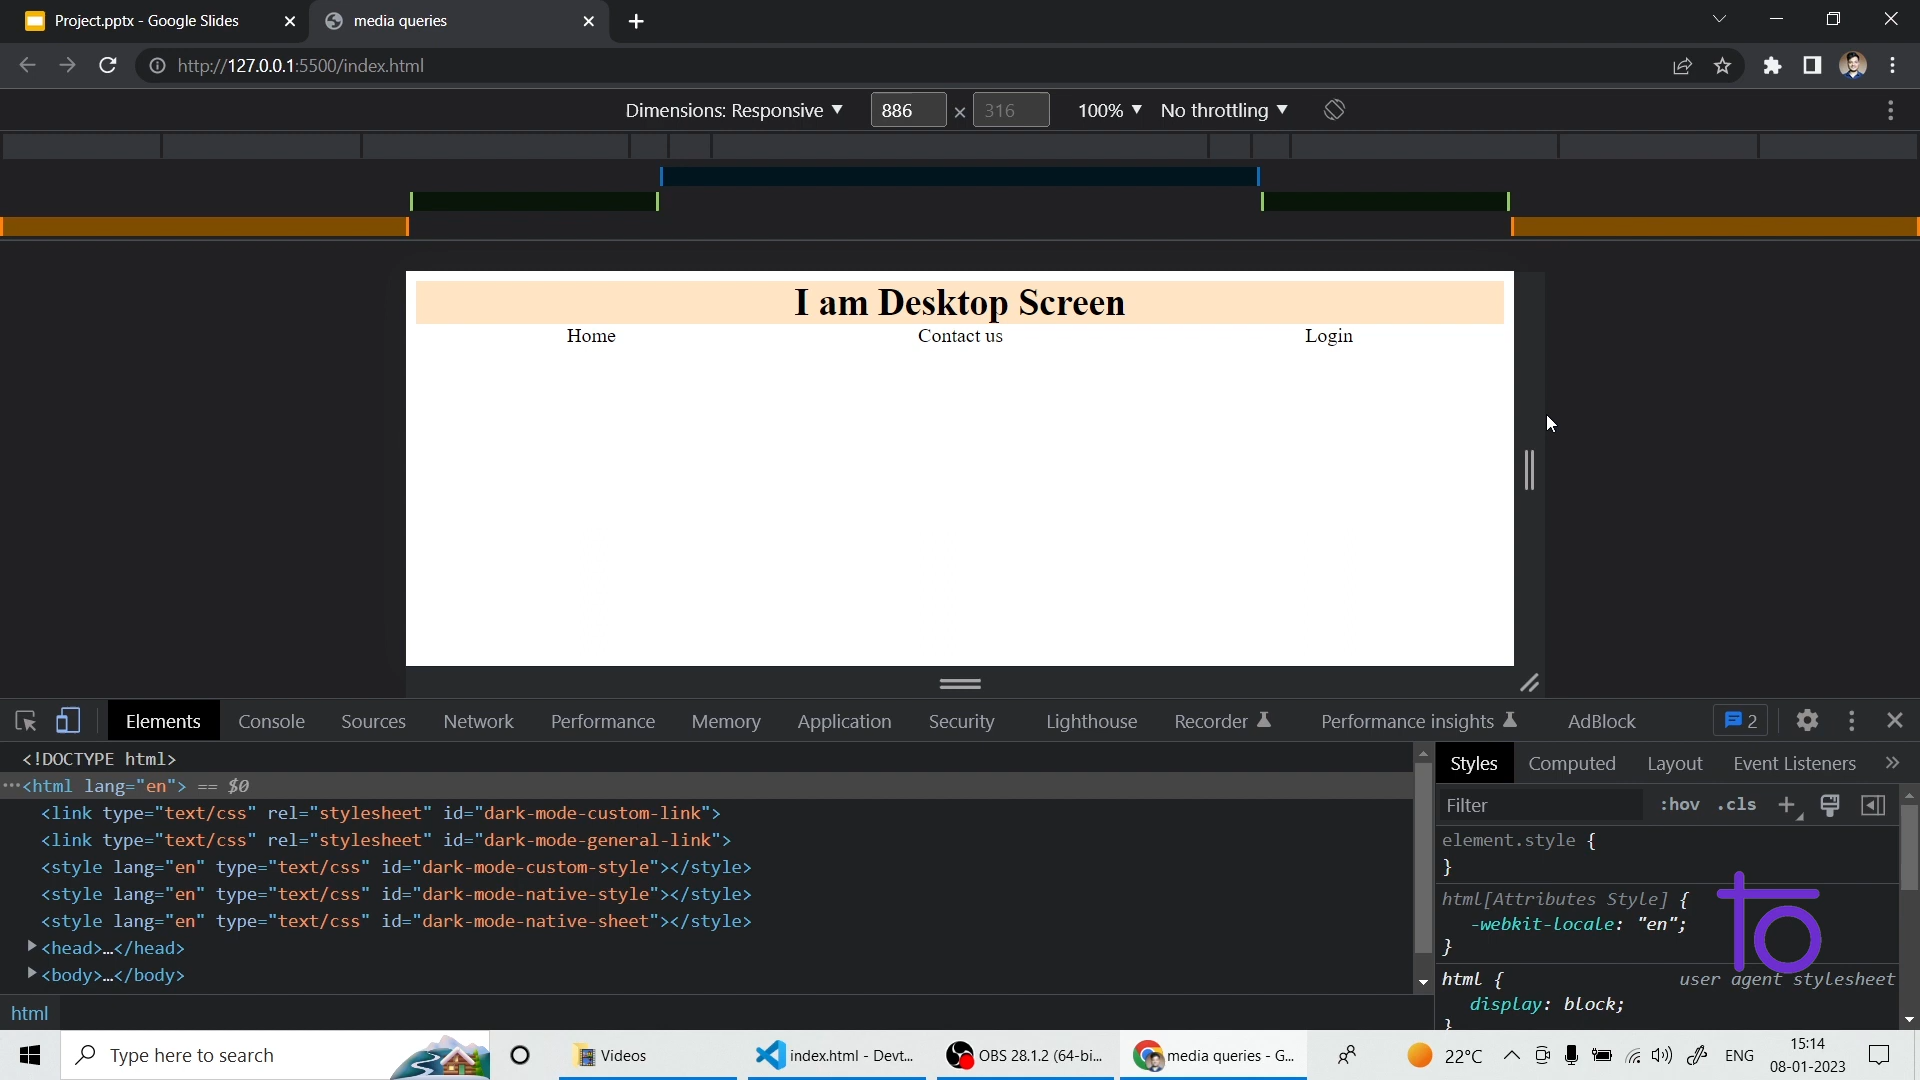 Project.pptx - Google Slides
media queries
http://127.0.0.1:5500/index.html
Dimensions: Responsive
886 × 316
100%
No throttling
I am Desktop Screen
Home
Contact us
Login
Elements
Console
Sources
Network
Performance
Memory
Application
Security
Lighthouse
Recorder
Performance insights
AdBlock
2
<!DOCTYPE html>
···<html lang="en"> == $0
<link type="text/css" rel="stylesheet" id="dark-mode-custom-link">
<link type="text/css" rel="stylesheet" id="dark-mode-general-link">
<style lang="en" type="text/css" id="dark-mode-custom-style"></style>
<style lang="en" type="text/css" id="dark-mode-native-style"></style>
<style lang="en" type="text/css" id="dark-mode-native-sheet"></style>
<head>…</head>
<body>…</body>
html
Styles
Computed
Layout
Event Listeners
Filter
:hov
.cls
element.style {
}
html[Attributes Style] {
-webkit-locale: "en";
}
html {
user agent stylesheet
display: block;
}
Type here to search
Videos
index.html - Devt...
OBS 28.1.2 (64-bi...
media queries - G...
22°C
ENG
15:14
08-01-2023